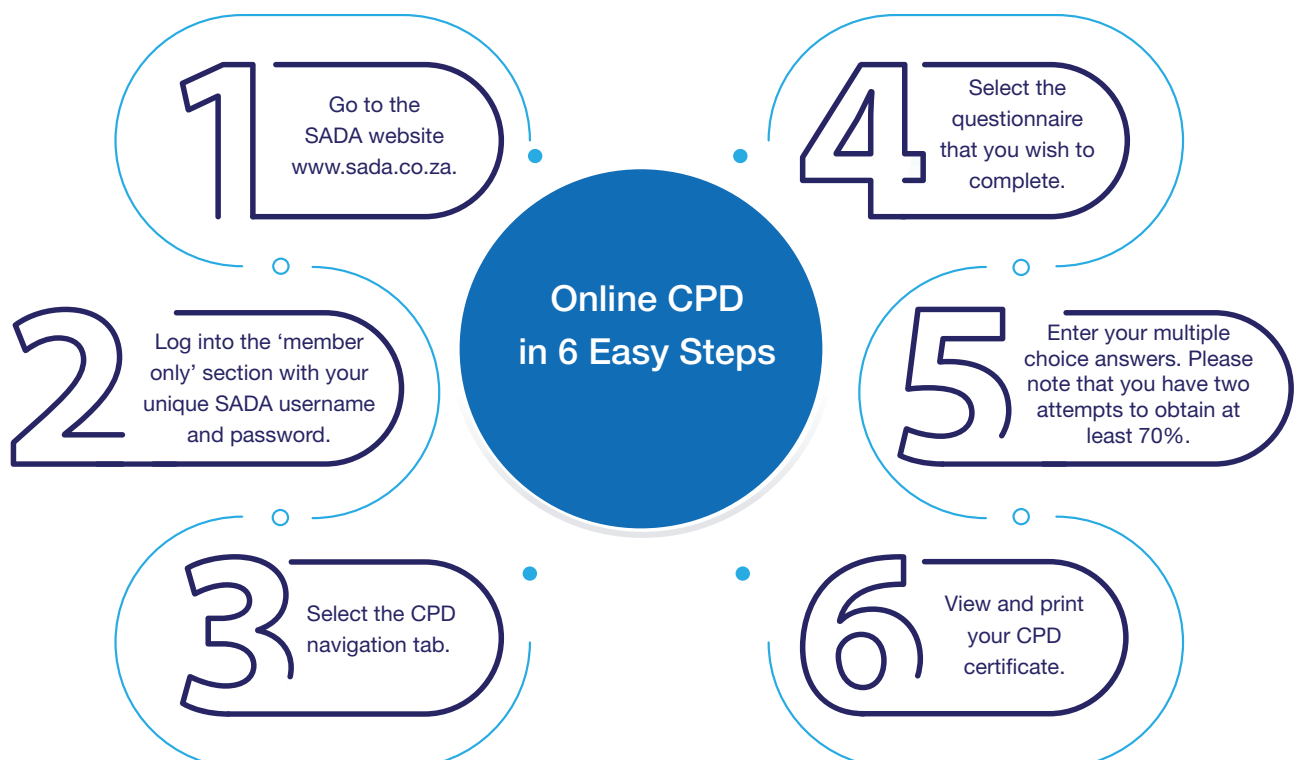 Online CPD
in 6 Easy Steps
1
Go to the
SADA website
www.sada.co.za.
2
Log into the ‘member
only’ section with your
unique SADA username
and password.
3
Select the CPD
navigation tab.
4
Select the
questionnaire
that you wish to
complete.
5
Enter your multiple
choice answers. Please
note that you have two
attempts to obtain at
least 70%.
6
View and print
your CPD
certificate.